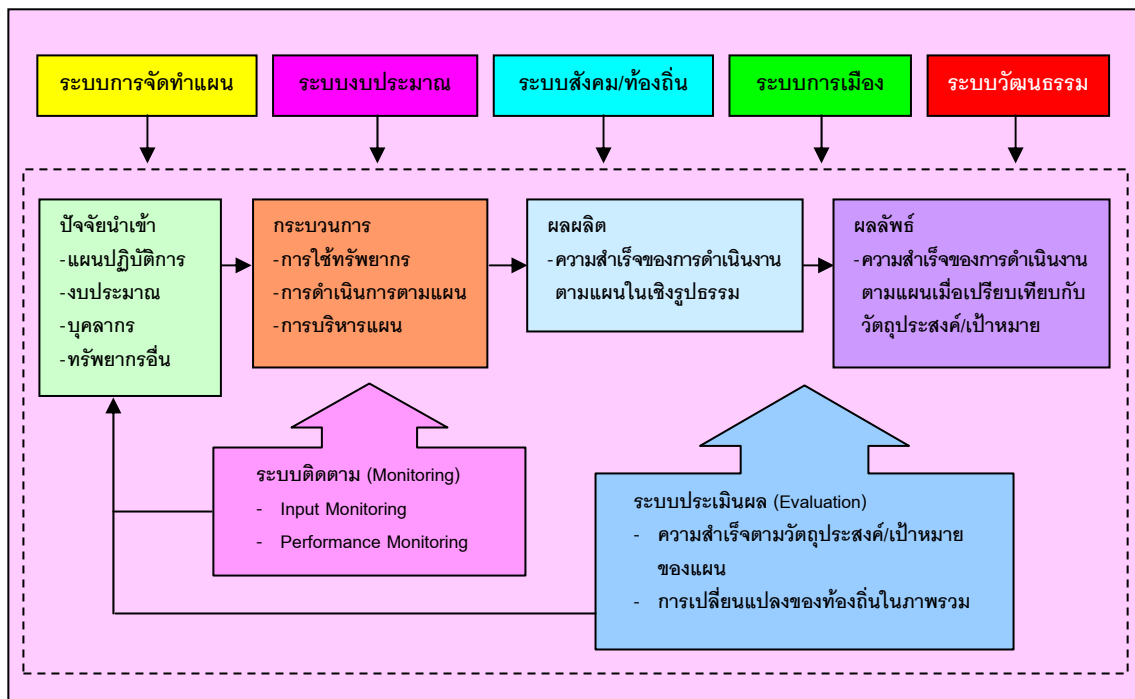 ระบบการจัดทำแผน
ระบบงบประมาณ
ระบบสังคม/ท้องถิ่น
ระบบการเมือง
ระบบวัฒนธรรม
ปัจจัยนำเข้า
-แผนปฏิบัติการ
-งบประมาณ
-บุคลากร
-ทรัพยากรอื่น
กระบวนการ
-การใช้ทรัพยากร
-การดำเนินการตามแผน
-การบริหารแผน
ผลผลิต
-ความสำเร็จของการดำเนินงาน
ตามแผนในเชิงรูปธรรม
ผลลัพธ์
-ความสำเร็จของการดำเนินงาน
ตามแผนเมื่อเปรียบเทียบกับ
วัตถุประสงค์/เป้าหมาย
ระบบติดตาม (Monitoring)
- Input Monitoring
- Performance Monitoring
ระบบประเมินผล (Evaluation)
- ความสำเร็จตามวัตถุประสงค์/เป้าหมาย
ของแผน
- การเปลี่ยนแปลงของท้องถิ่นในภาพรวม